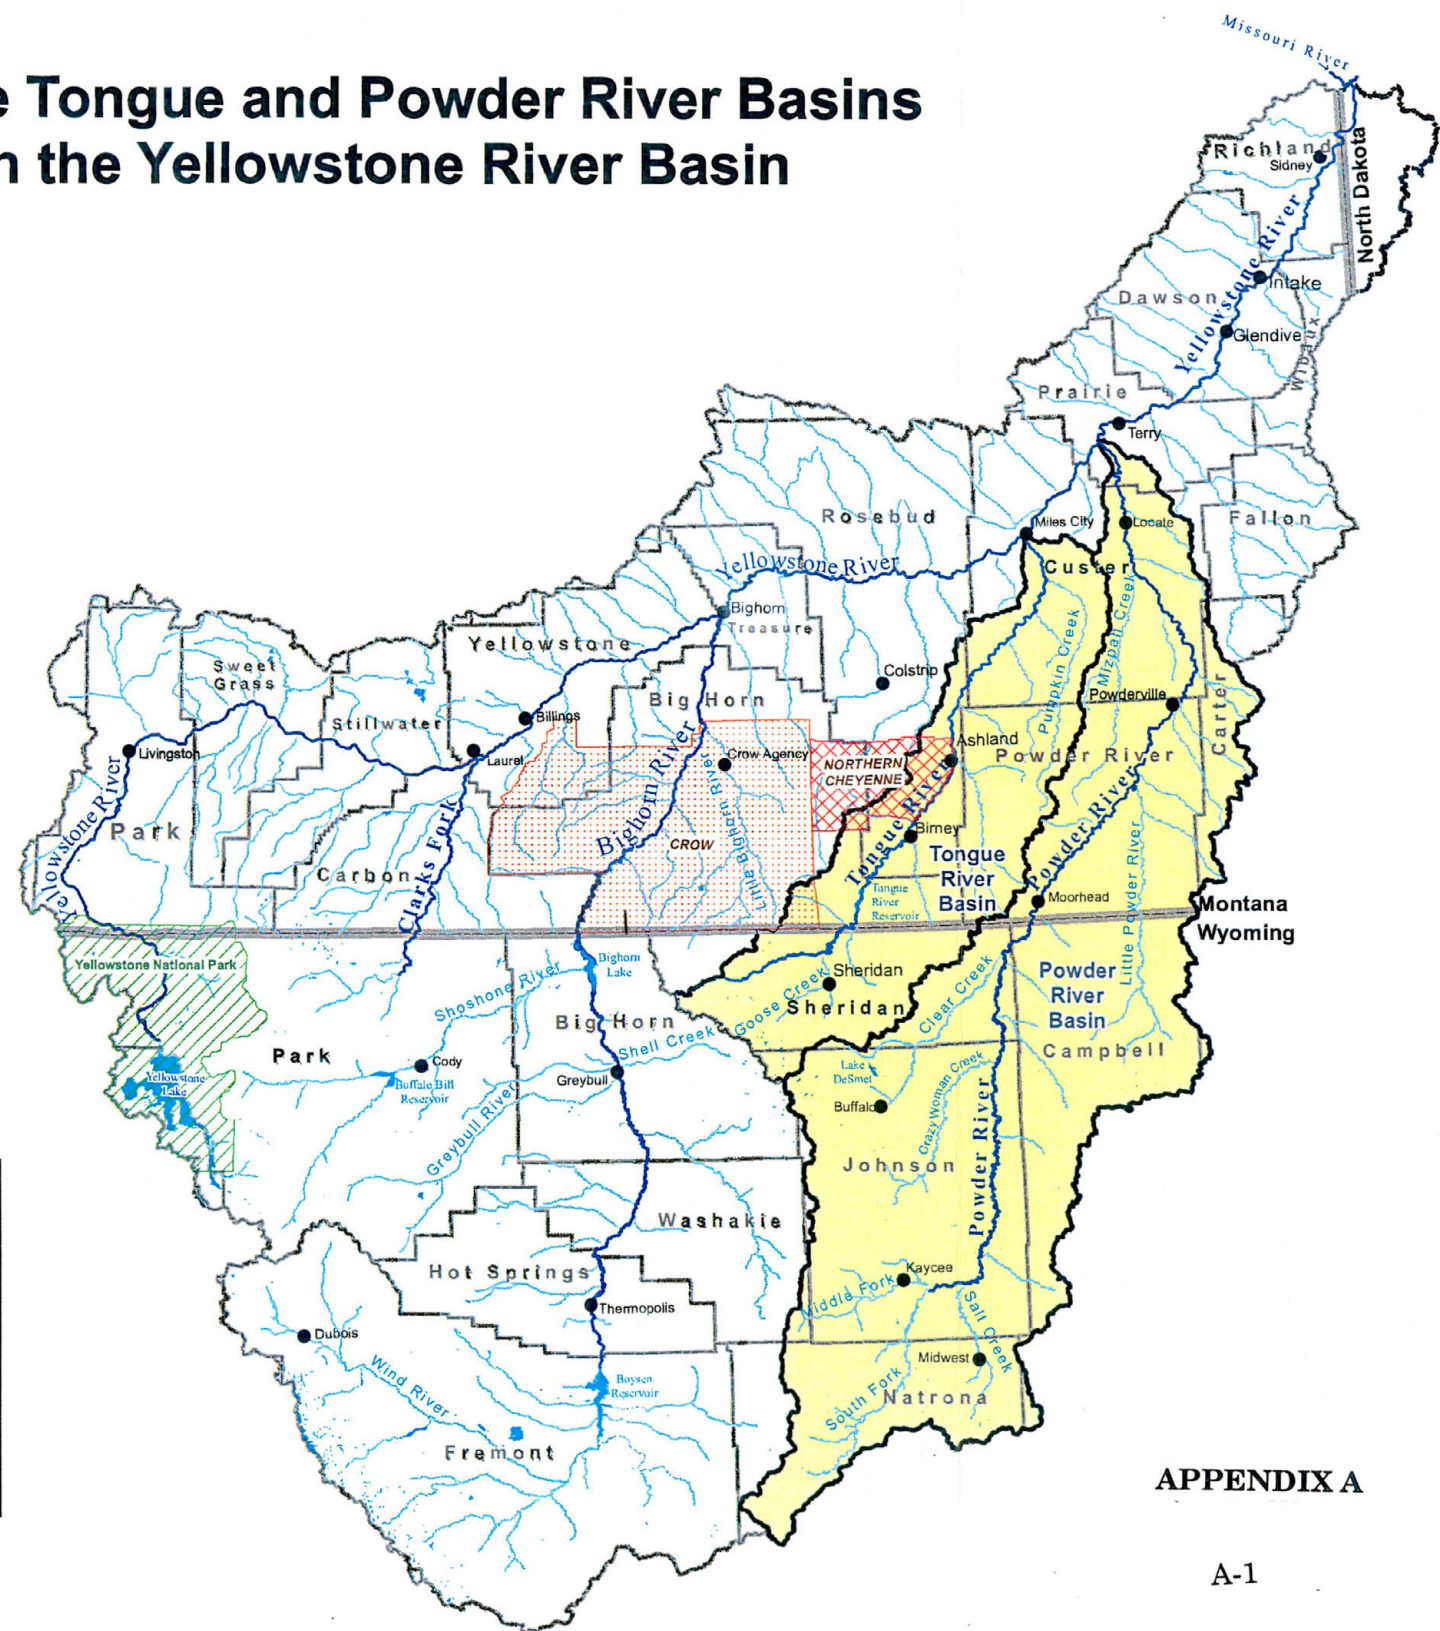 e Tongue and Powder River Basins
n the Yellowstone River Basin
Missouri River
Richland
Sidney
North Dakota
Yellowstone River
Intake
Dawson
Glendive
Wibaux
Prairie
Terry
Rosebud
Miles City
Locate
Fallon
Custer
Yellowstone River
Bighorn
Treasure
Yellowstone
Pumpkin Creek
Mizpah Creek
Sweet
Grass
Colstrip
Big Horn
Powderville
Carter
Stillwater
Billings
Livingston
Laurel
Crow Agency
Ashland
NORTHERN
CHEYENNE
Powder River
Yellowstone River
Park
Clarks Fork
Bighorn River
Little Bighorn River
CROW
Tongue River
Birney
Powder River
Little Powder River
Carbon
Tongue
River
Basin
Tongue
River
Reservoir
Moorhead
Montana
Wyoming
Yellowstone National Park
Bighorn
Lake
Shoshone River
Sheridan
Goose Creek
Clear Creek
Powder
River
Basin
Sheridan
Big Horn
Shell Creek
Park
Cody
Campbell
Yellowstone
Lake
Buffalo Bill
Reservoir
Greybull
Lake
DeSmet
Crazy Woman Creek
Buffalo
Greybull River
Powder River
Johnson
Washakie
Hot Springs
Kaycee
Middle Fork
Salt Creek
Thermopolis
Dubois
Midwest
Wind River
Boysen
Reservoir
South Fork
Natrona
Fremont
APPENDIX A
A-1